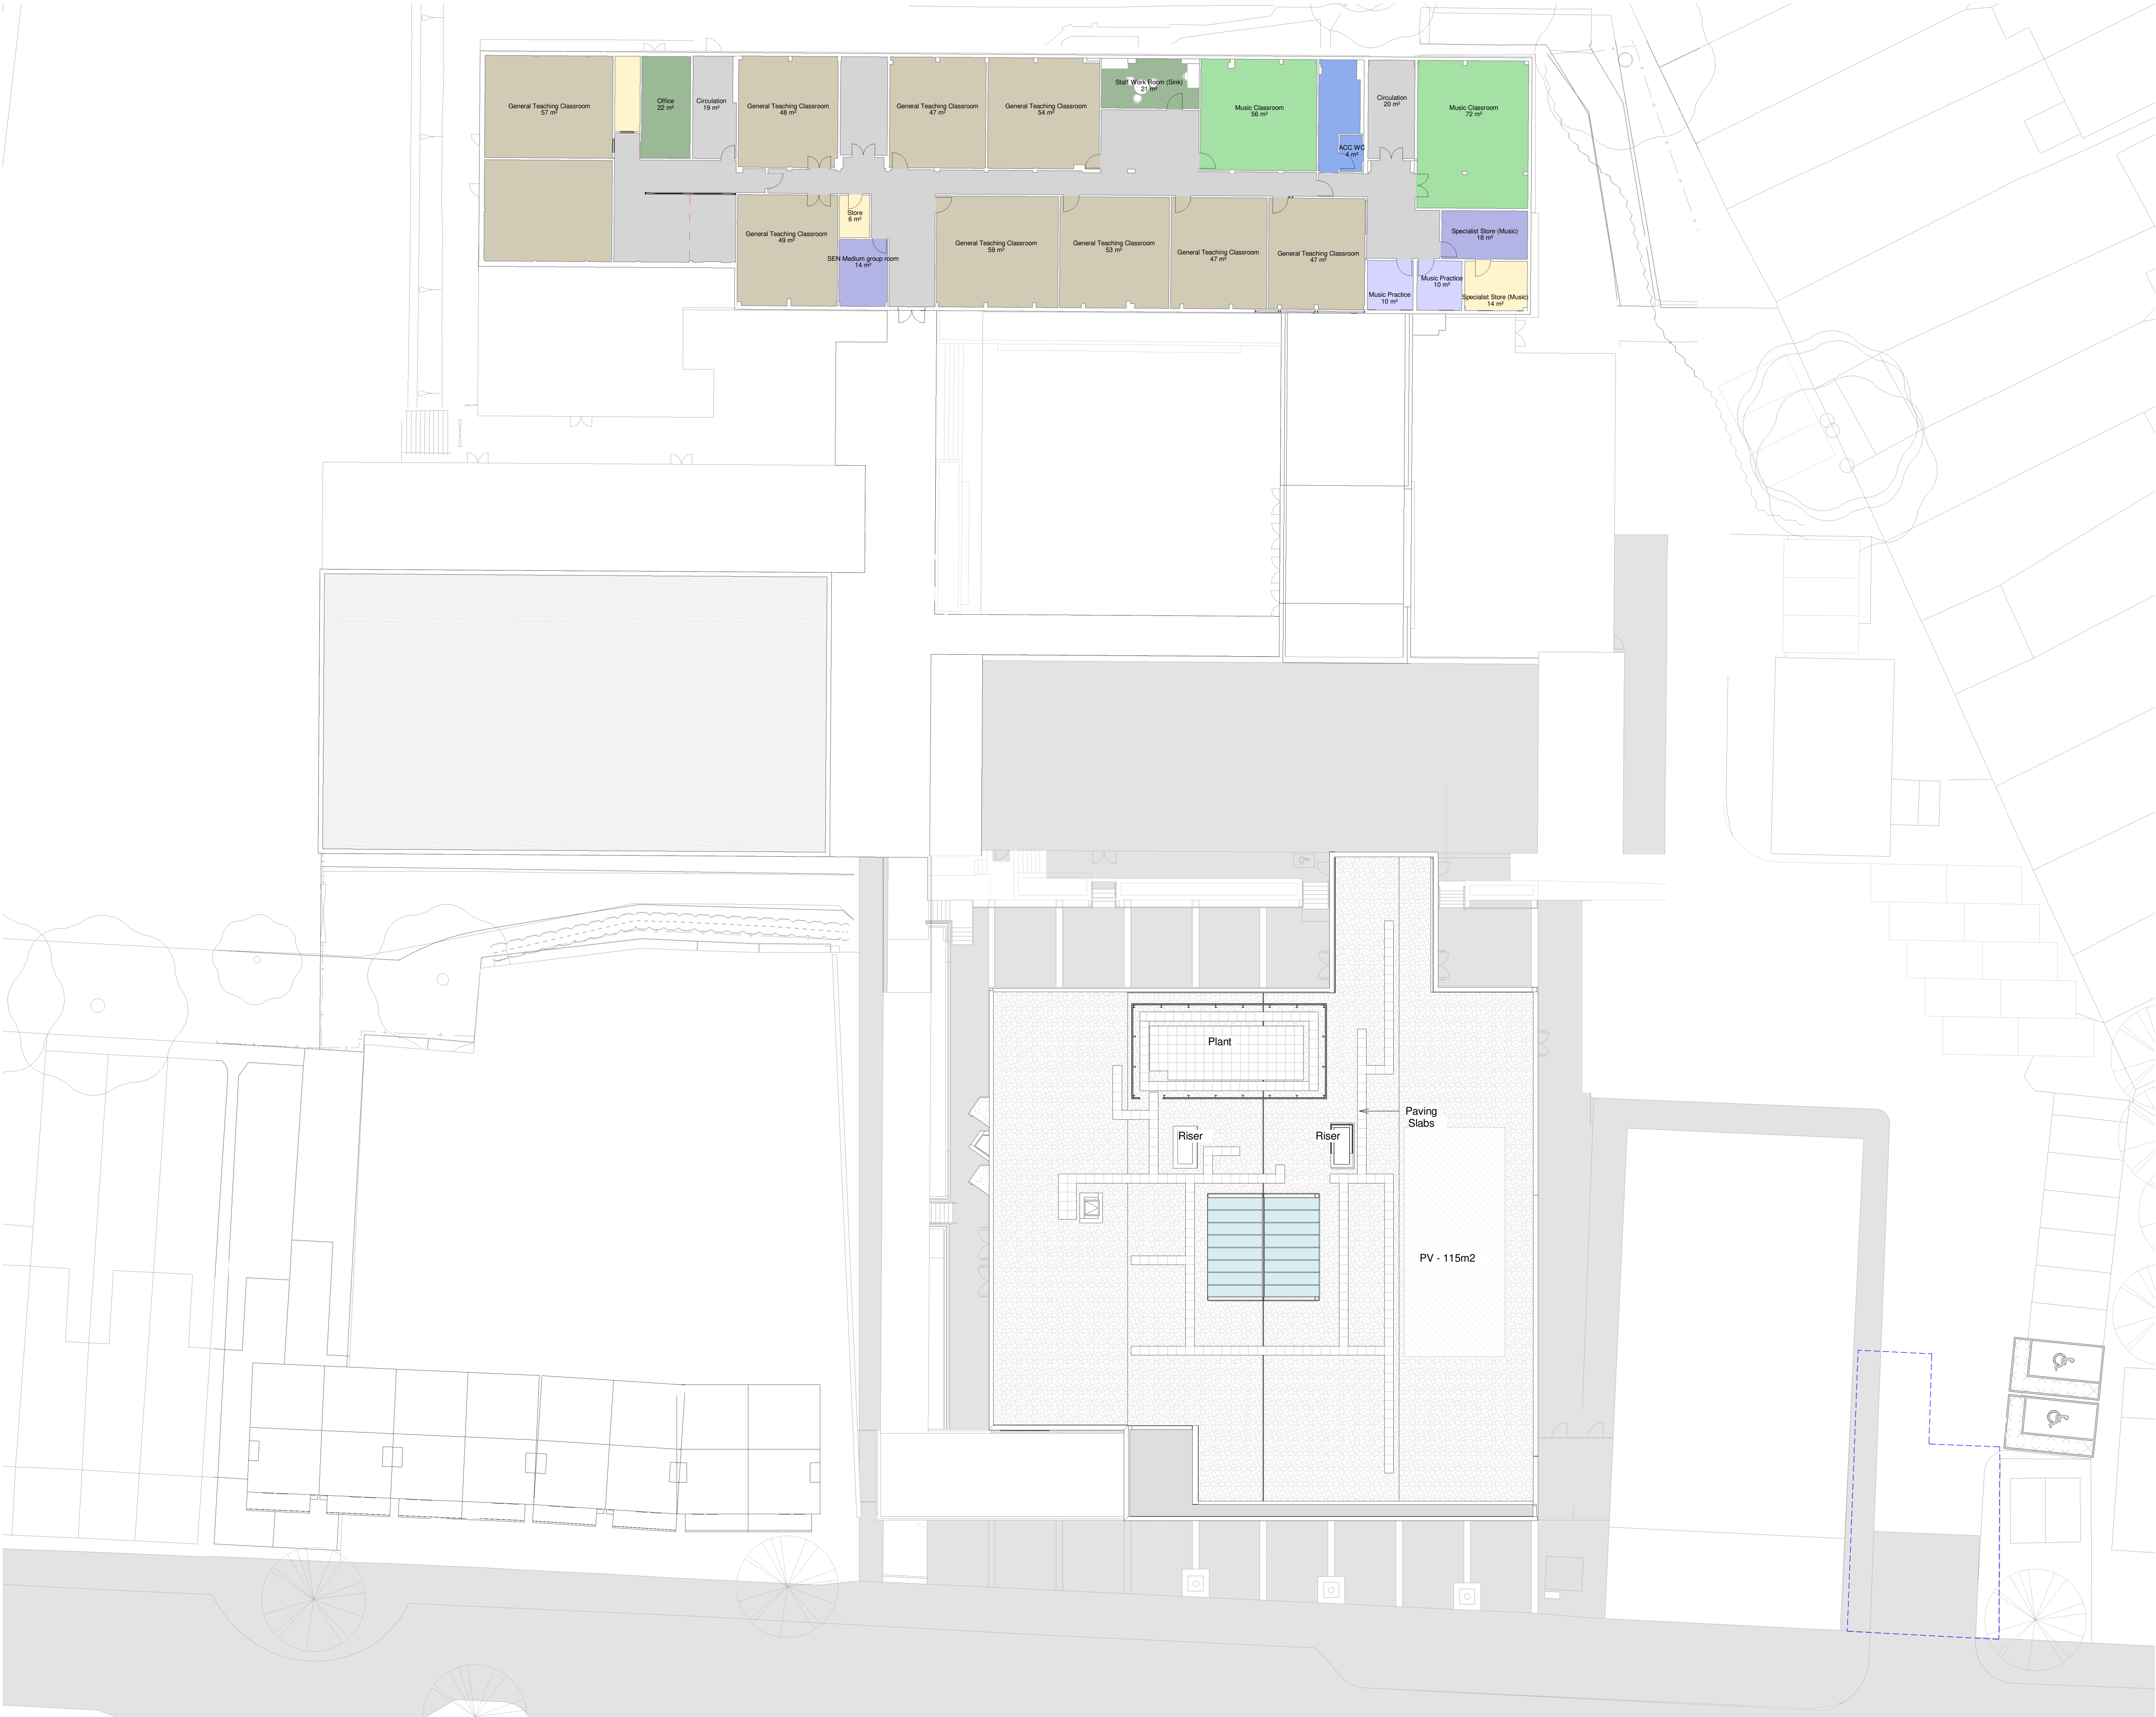 General Teaching Classroom
57 m²
Office
22 m²
Circulation
19 m²
General Teaching Classroom
48 m²
General Teaching Classroom
47 m²
General Teaching Classroom
54 m²
Staff Work Room (Sink)
21 m²
Music Classroom
56 m²
ACC WC
4 m²
Circulation
20 m²
Music Classroom
72 m²
General Teaching Classroom
49 m²
Store
6 m²
SEN Medium group room
14 m²
General Teaching Classroom
59 m²
General Teaching Classroom
53 m²
General Teaching Classroom
47 m²
General Teaching Classroom
47 m²
Music Practice
10 m²
Music Practice
10 m²
Specialist Store (Music)
18 m²
Specialist Store (Music)
14 m²
Plant
Riser
Riser
Paving
Slabs
PV - 115m2